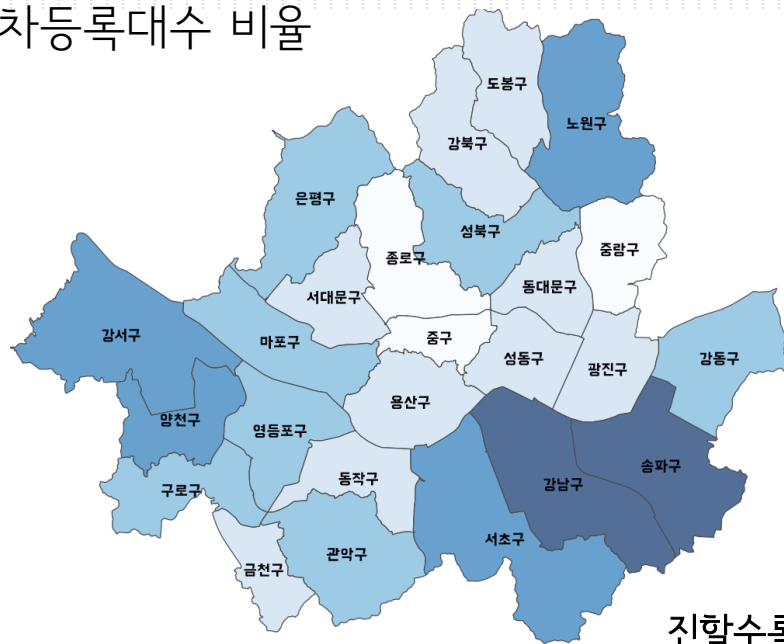 차등록대수 비율
도봉구
노원구
강북구
은평구
성북구
종로구
중랑구
서대문구
동대문구
강서구
마포구
중구
성동구
광진구
강동구
양천구
영등포구
용산구
구로구
동작구
강남구
송파구
서초구
금천구
관악구
진할수록